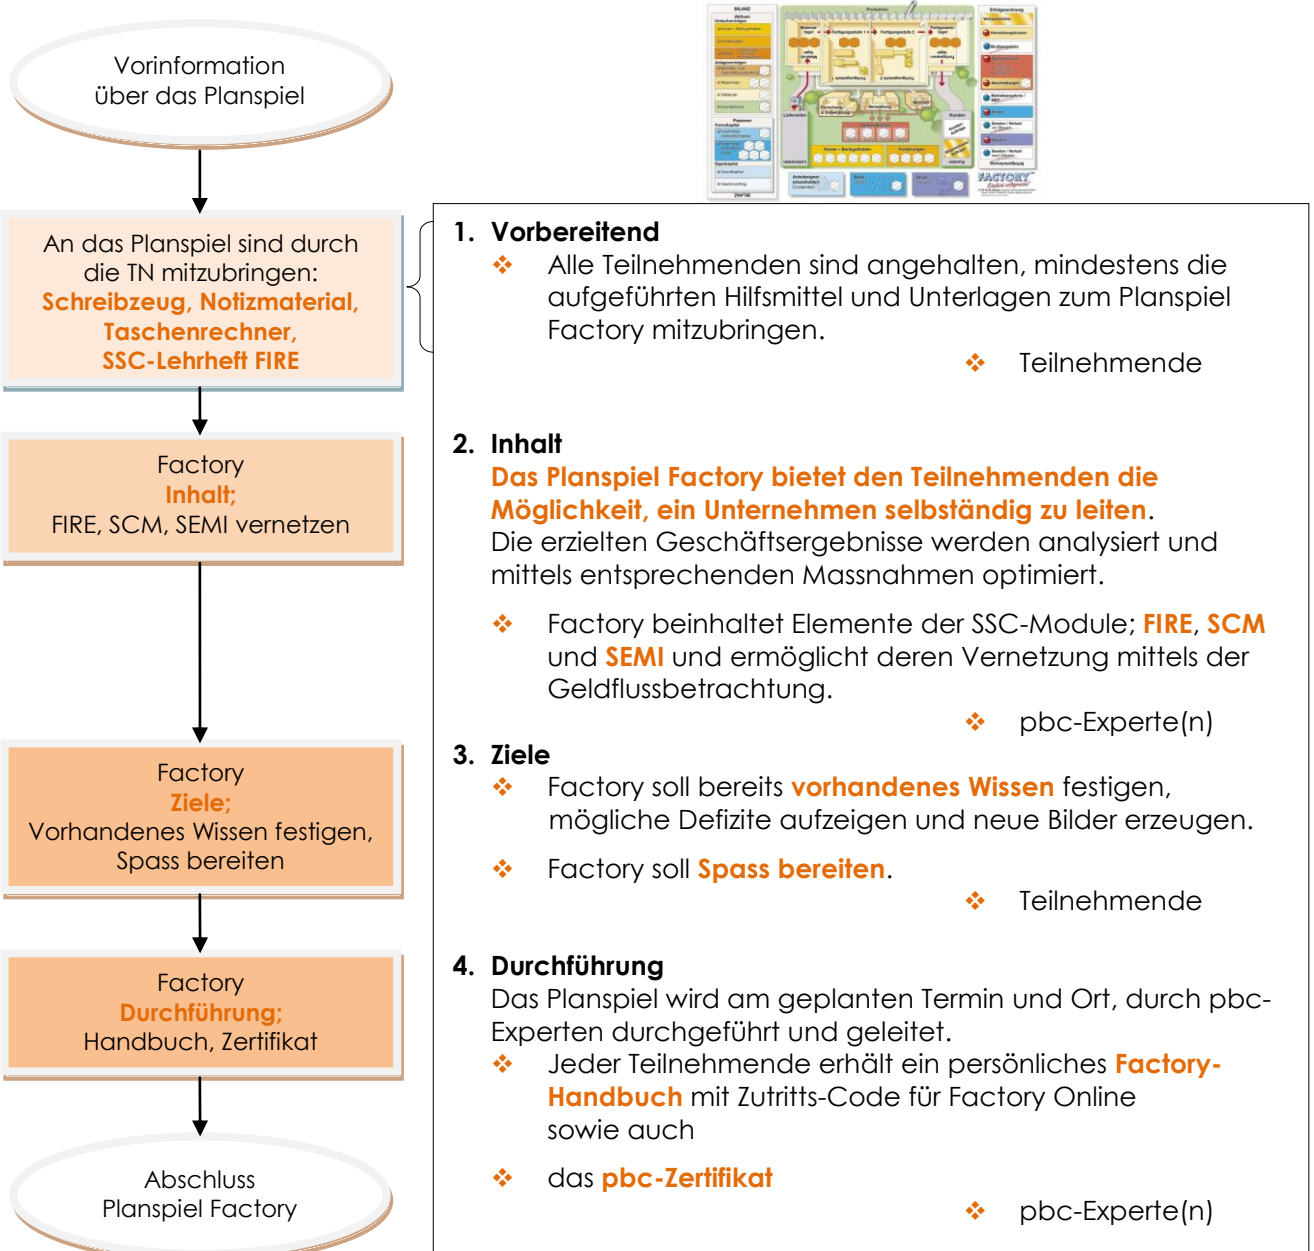 Vorinformation
über das Planspiel
An das Planspiel sind durch
die TN mitzubringen:
Schreibzeug, Notizmaterial,
Taschenrechner,
SSC-Lehrheft FIRE
Factory
Inhalt;
FIRE, SCM, SEMI vernetzen
Factory
Ziele;
Vorhandenes Wissen festigen,
Spass bereiten
Factory
Durchführung;
Handbuch, Zertifikat
Abschluss
Planspiel Factory
BILANZ
Aktiven
Passiven
Erfolgsrechnung
Lieferanten
Kunden
Verwaltung
FACTORY
1. Vorbereitend
❖ Alle Teilnehmenden sind angehalten, mindestens die
aufgeführten Hilfsmittel und Unterlagen zum Planspiel
Factory mitzubringen.
❖ Teilnehmende
2. Inhalt
Das Planspiel Factory bietet den Teilnehmenden die
Möglichkeit, ein Unternehmen selbständig zu leiten.
Die erzielten Geschäftsergebnisse werden analysiert und
mittels entsprechenden Massnahmen optimiert.
❖ Factory beinhaltet Elemente der SSC-Module; FIRE, SCM
und SEMI und ermöglicht deren Vernetzung mittels der
Geldflussbetrachtung.
❖ pbc-Experte(n)
3. Ziele
❖ Factory soll bereits vorhandenes Wissen festigen,
mögliche Defizite aufzeigen und neue Bilder erzeugen.
❖ Factory soll Spass bereiten.
❖ Teilnehmende
4. Durchführung
Das Planspiel wird am geplanten Termin und Ort, durch pbc-
Experten durchgeführt und geleitet.
❖ Jeder Teilnehmende erhält ein persönliches Factory-
Handbuch mit Zutritts-Code für Factory Online
sowie auch
❖ das pbc-Zertifikat
❖ pbc-Experte(n)